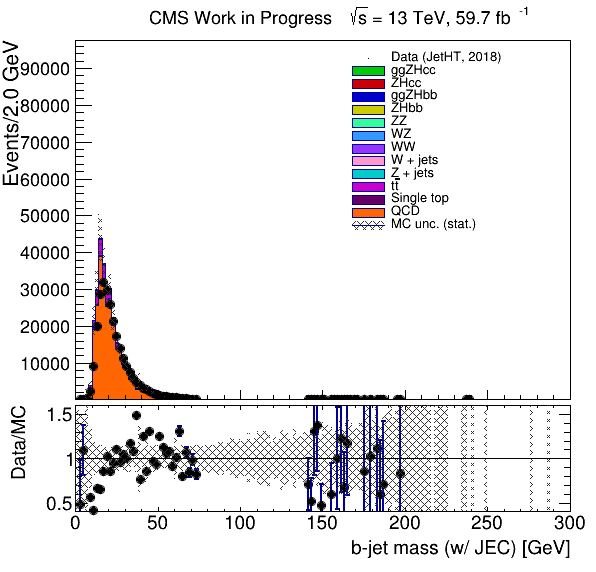 CMS Work in Progress √s = 13 TeV, 59.7 fb⁻¹
Events/2.0 GeV
90000
80000
70000
60000
50000
40000
30000
20000
10000
Data (JetHT, 2018)
ggZHcc
ZHcc
ggZHbb
ZHbb
ZZ
WZ
WW
W + jets
Z + jets
tt̅
Single top
QCD
MC unc. (stat.)
Data/MC
1.5
1
0.5
0 50 100 150 200 250 300
b-jet mass (w/ JEC) [GeV]